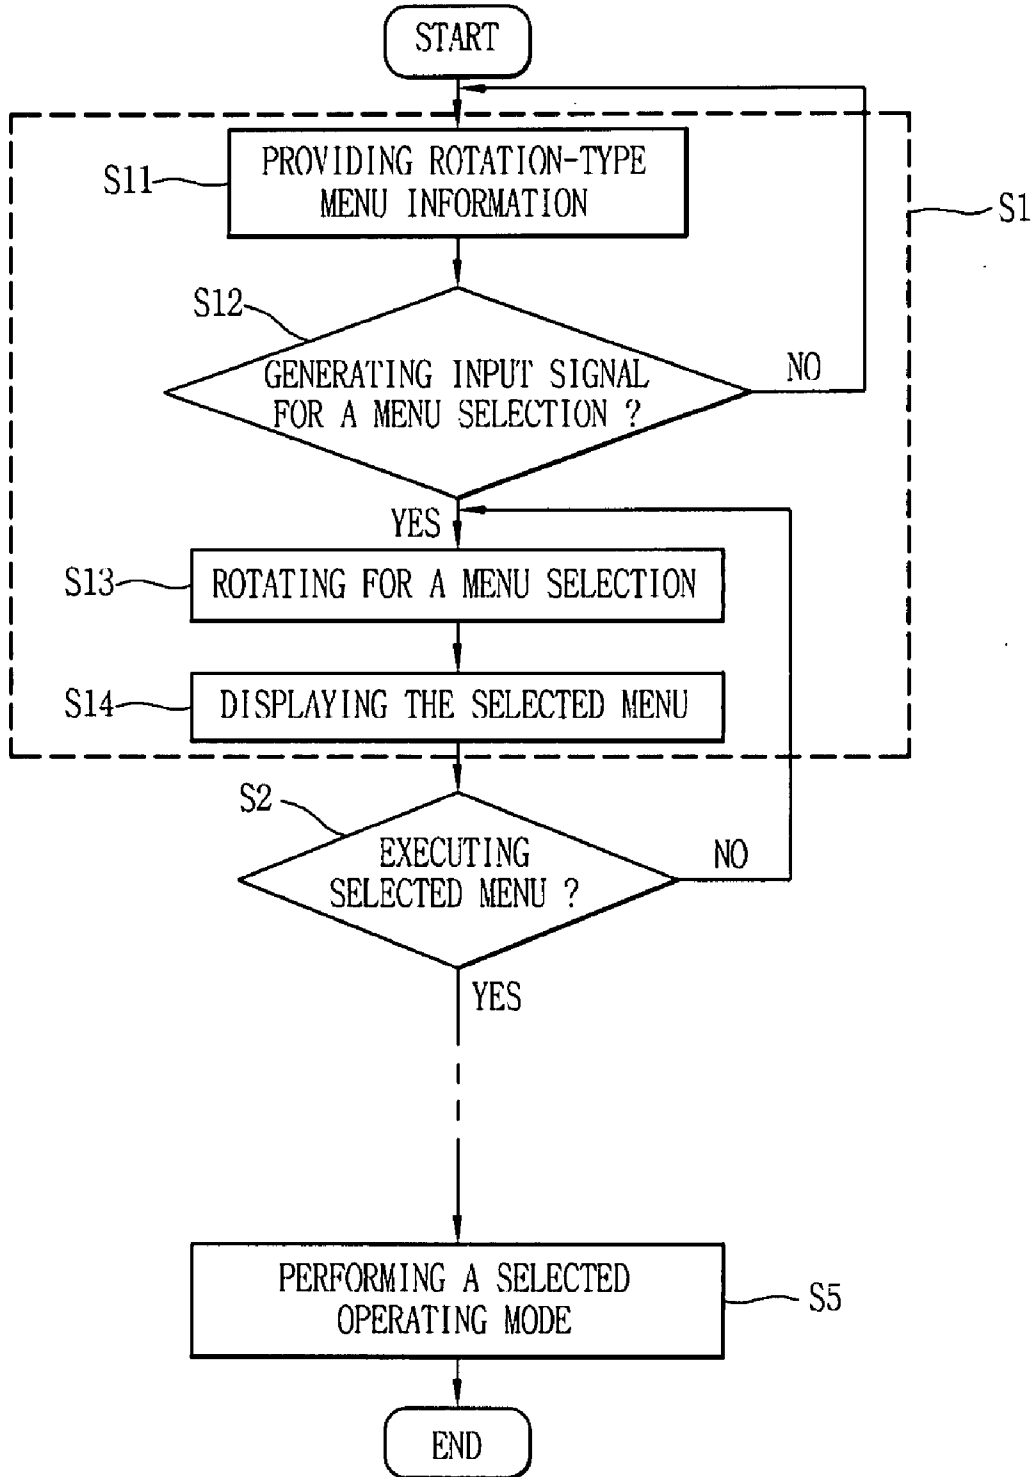 START
PROVIDING ROTATION-TYPE
MENU INFORMATION
S11
S1
S12
GENERATING INPUT SIGNAL
FOR A MENU SELECTION ?
NO
YES
S13
ROTATING FOR A MENU SELECTION
S14
DISPLAYING THE SELECTED MENU
S2
EXECUTING
SELECTED MENU ?
NO
YES
PERFORMING A SELECTED
OPERATING MODE
S5
END